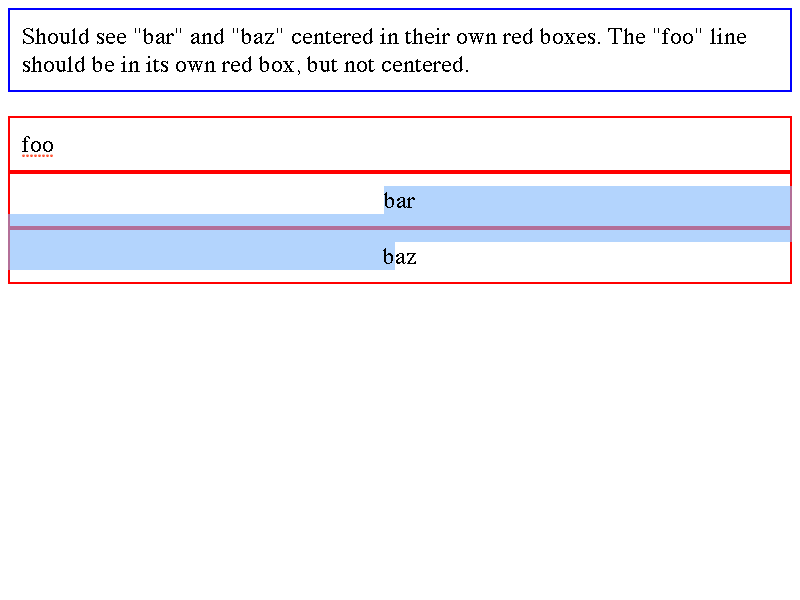 Should see "bar" and "baz" centered in their own red boxes. The "foo" line
should be in its own red box, but not centered.
foo
bar
baz